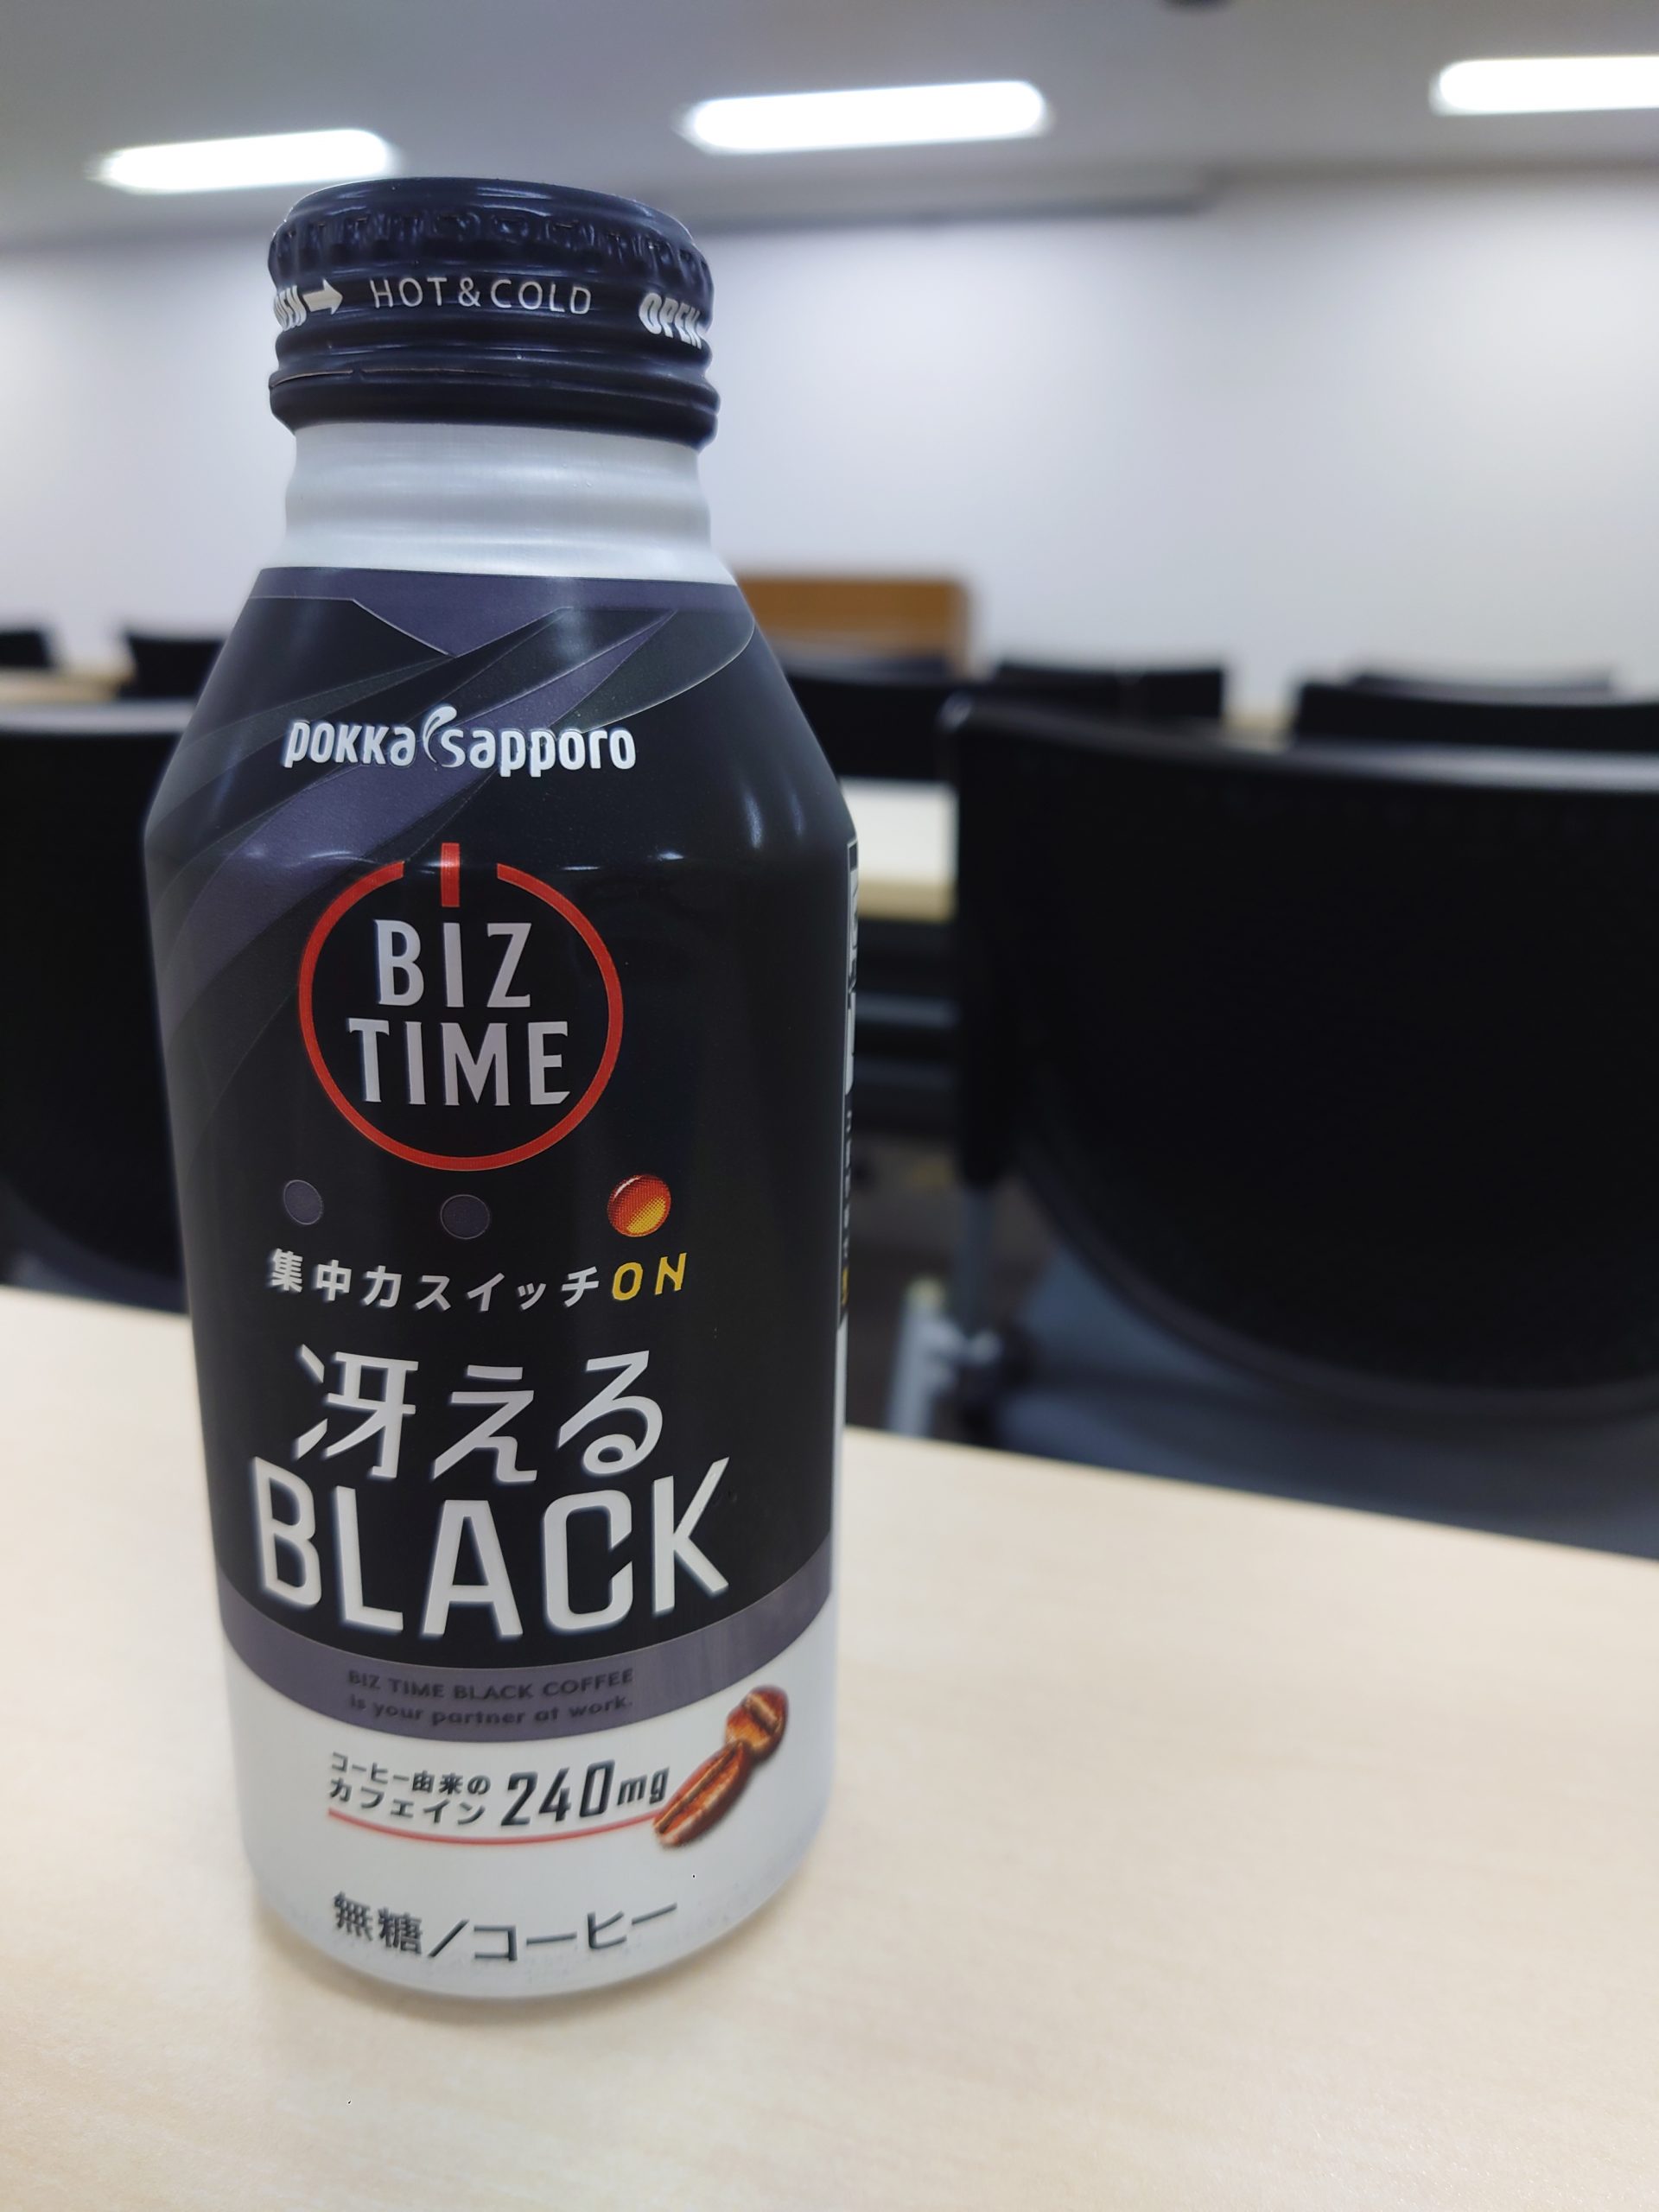 HOT&COLD
OPEN
pokka sapporo
BIZ
TIME
集中力スイッチON
冴える
BLACK
BIZ TIME BLACK COFFEE
is your partner at work.
コーヒー由来の
カフェイン 240mg
無糖/コーヒー